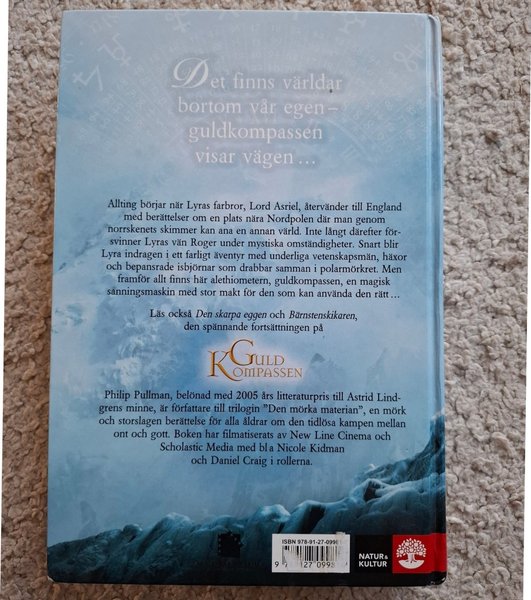 Det finns världar
bortom vår egen –
guldkompassen
visar vägen ...
Allting börjar när Lyras farbror, Lord Asriel, återvänder till England
med berättelser om en plats nära Nordpolen där man genom
norrskenets skimmer kan ana en annan värld. Inte långt därefter för-
svinner Lyras vän Roger under mystiska omständigheter. Snart blir
Lyra indragen i ett farligt äventyr med underliga vetenskapsmän, häxor
och bepansrade isbjörnar som drabbar samman i polarmörkret. Men
framför allt finns här alethiometern, guldkompassen, en magisk
sanningsmaskin med stor makt för den som kan använda den rätt ...
Läs också Den skarpa eggen och Bärnstenskikaren,
den spännande fortsättningen på
GULD
KOMPASSEN
Philip Pullman, belönad med 2005 års litteraturpris till Astrid Lind-
grens minne, är författare till trilogin ”Den mörka materian”, en mörk
och storslagen berättelse för alla åldrar om den tidlösa kampen mellan
ont och gott. Boken har filmatiserats av New Line Cinema och
Scholastic Media med bl a Nicole Kidman
och Daniel Craig i rollerna.
ISBN 978-91-27-099
NATUR &
KULTUR